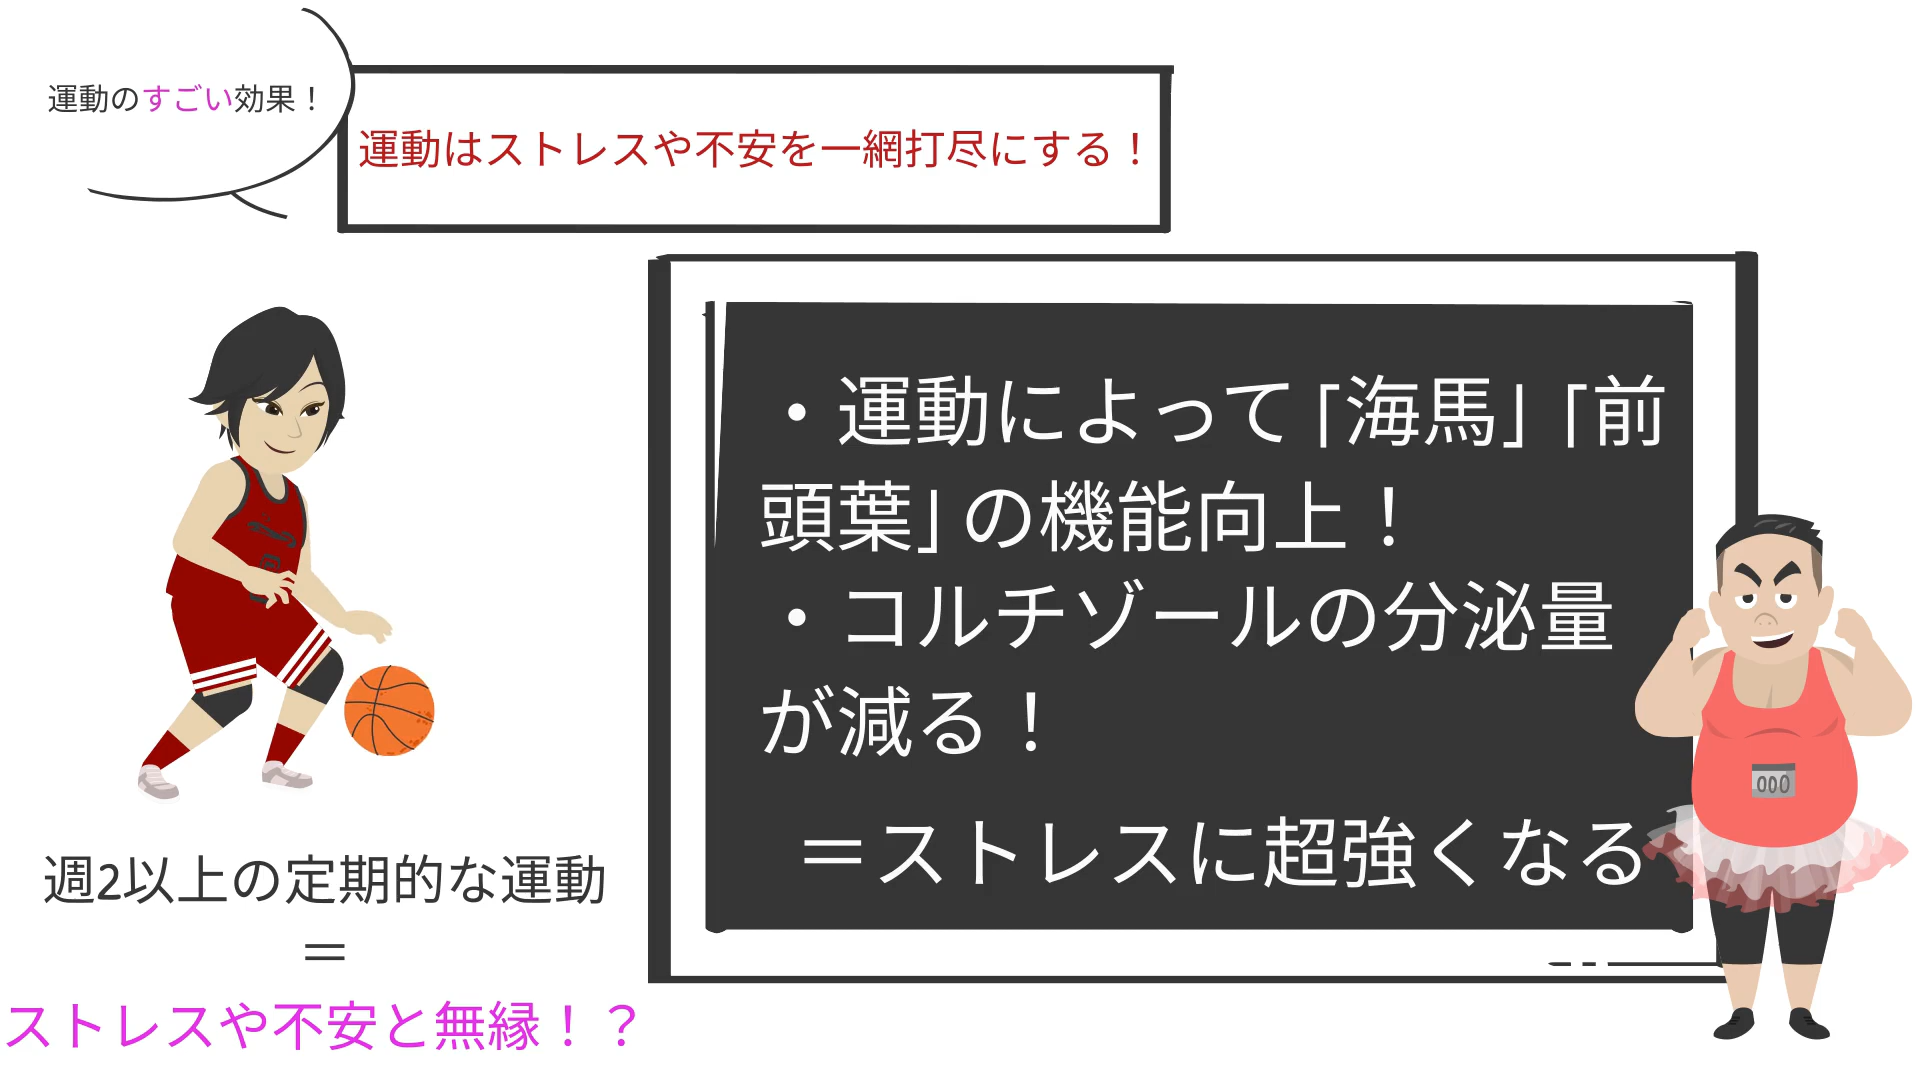 運動のすごい効果！
運動はストレスや不安を一網打尽にする！
・運動によって「海馬」「前
頭葉」の機能向上！
・コルチゾールの分泌量
が減る！
＝ストレスに超強くなる
週2以上の定期的な運動
＝
ストレスや不安と無縁！？
000